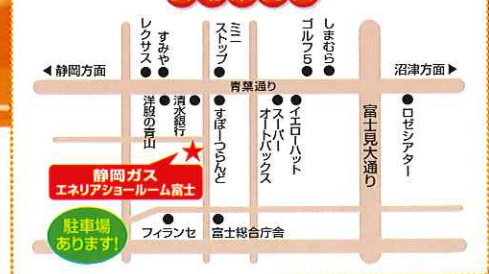 レクサス
すみや
ミニストップ
ゴルフ5
しまむら
◀静岡方面
沼津方面▶
青葉通り
洋服の青山
清水銀行
すぽーつらんど
スーパーオートバックス
イエローハット
富士見大通り
ロゼシアター
静岡ガス
エネリアショールーム富士
駐車場
あります!
フィランセ
富士総合庁舎